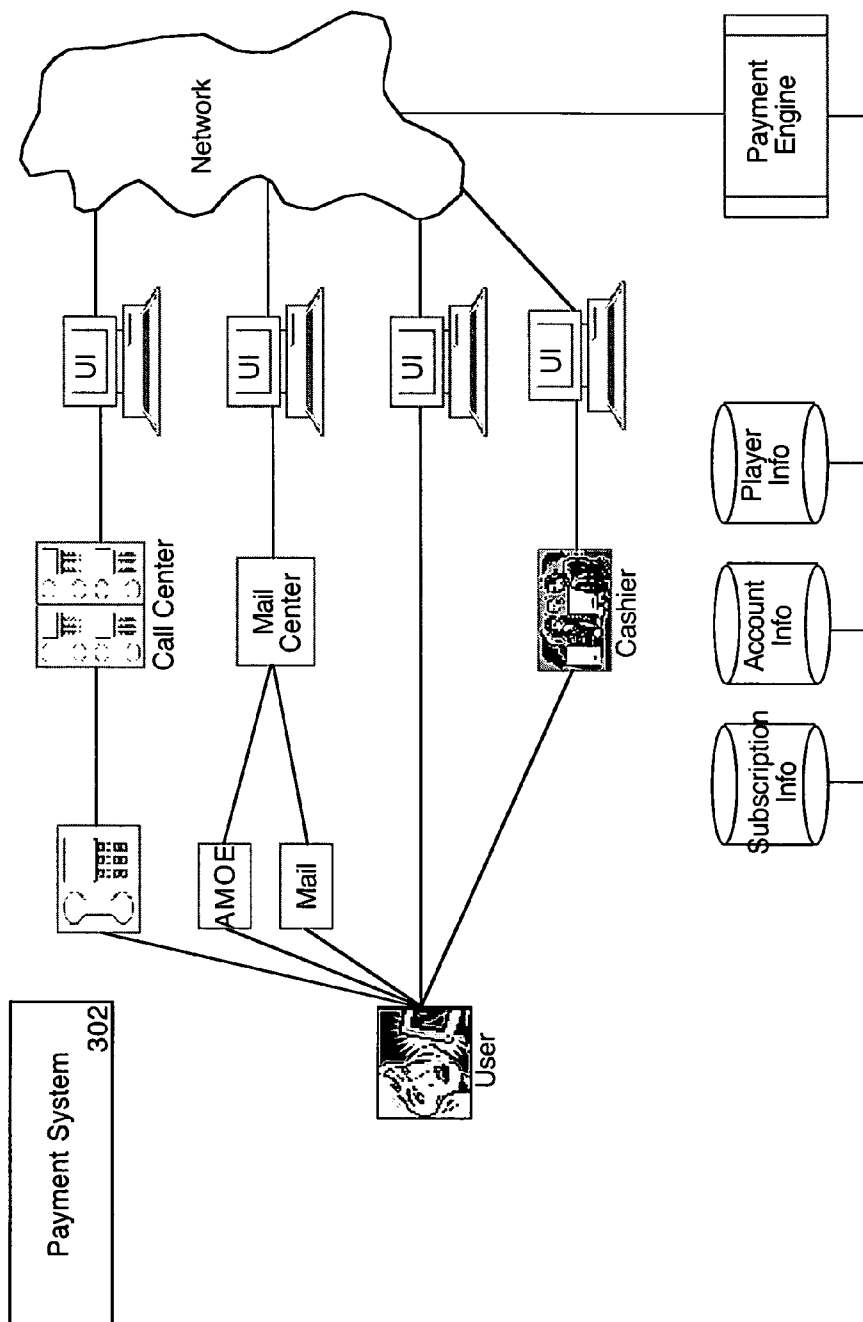 Payment System
302
User
AMOE
Mail
Call Center
Mail
Center
Cashier
UI
UI
UI
UI
Network
Subscription
Info
Account
Info
Player
Info
Payment
Engine